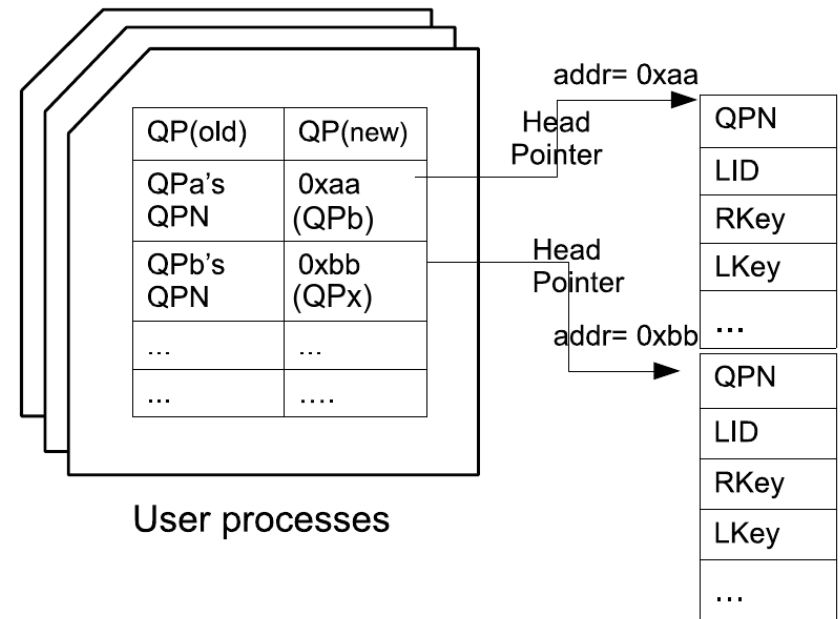 QP(old) QP(new)
QPa's 0xaa
QPN (QPb)
QPb's 0xbb
QPN (QPx)
... ...
... ....
User processes
addr= 0xaa
Head
Pointer
Head
Pointer
addr= 0xbb
QPN
LID
RKey
LKey
...
QPN
LID
RKey
LKey
...